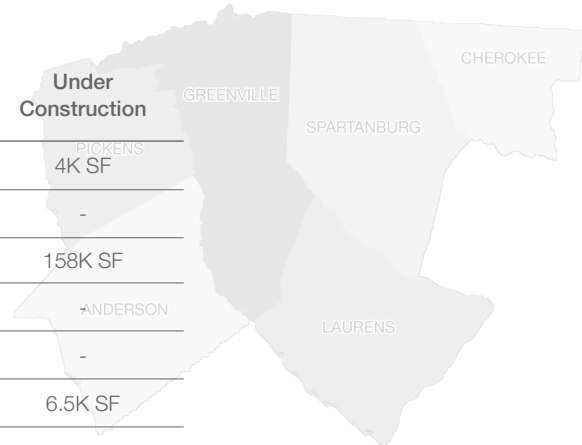 CHEROKEE
Under
Construction
GREENVILLE
SPARTANBURG
PICKENS
4K SF
-
158K SF
-
ANDERSON
LAURENS
-
6.5K SF